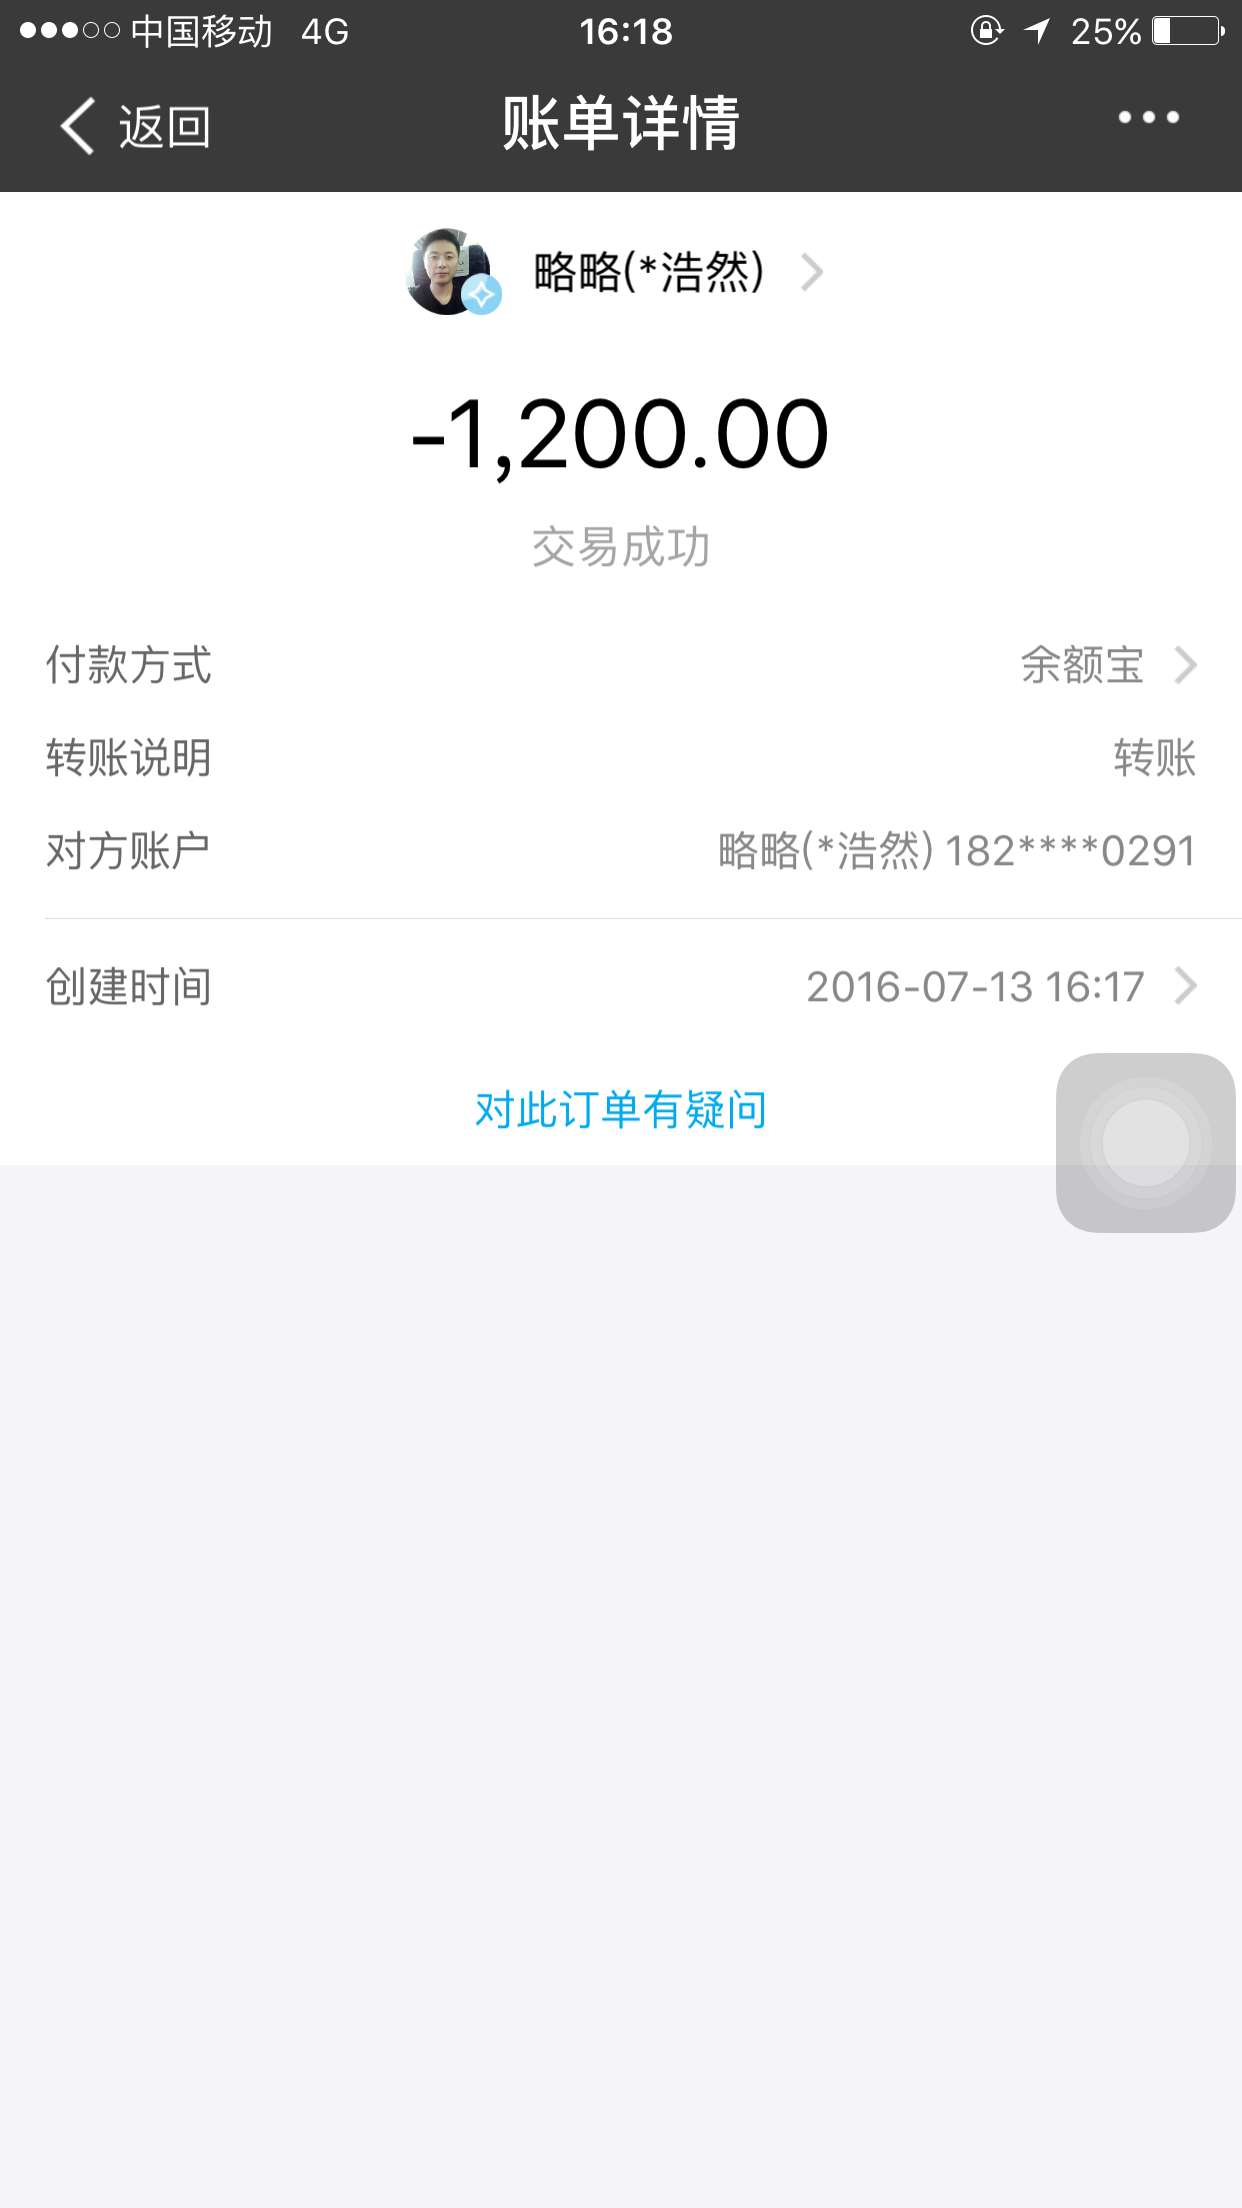 中国移动 4G 16:18 25%
返回 账单详情
略略(*浩然)
-1,200.00
交易成功
付款方式 余额宝
转账说明 转账
对方账户 略略(*浩然) 182****0291
创建时间 2016-07-13 16:17
对此订单有疑问